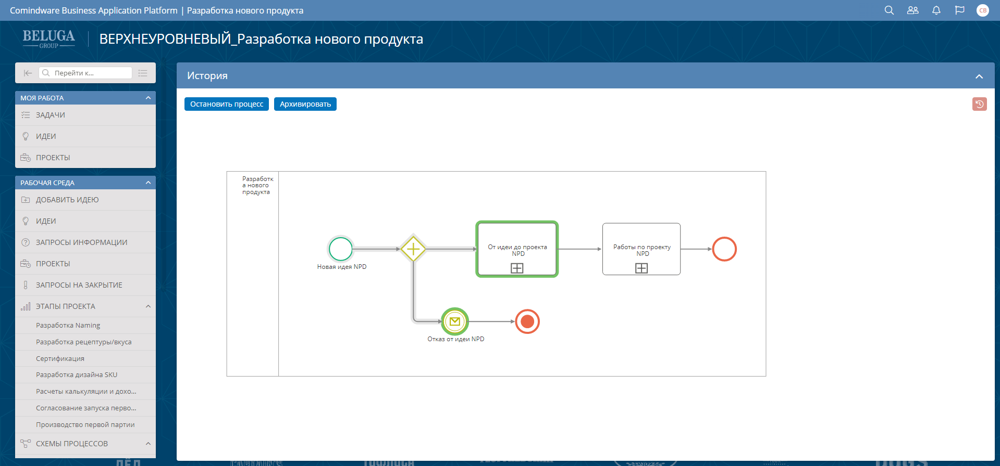 Comindware Business Application Platform | Разработка нового продукта
СВ
BELUGA
GROUP
ВЕРХНЕУРОВНЕВЫЙ_Разработка нового продукта
Перейти к...
МОЯ РАБОТА
ЗАДАЧИ
ИДЕИ
ПРОЕКТЫ
РАБОЧАЯ СРЕДА
ДОБАВИТЬ ИДЕЮ
ИДЕИ
ЗАПРОСЫ ИНФОРМАЦИИ
ПРОЕКТЫ
ЗАПРОСЫ НА ЗАКРЫТИЕ
ЭТАПЫ ПРОЕКТА
Разработка Naming
Разработка рецептуры/вкуса
Сертификация
Разработка дизайна SKU
Расчеты калькуляции и дохо...
Согласование запуска перво...
Производство первой партии
СХЕМЫ ПРОЦЕССОВ
История
Остановить процесс
Архивировать
Разработк
а нового
продукта
Новая идея NPD
От идеи до проекта
NPD
Работы по проекту
NPD
Отказ от идеи NPD